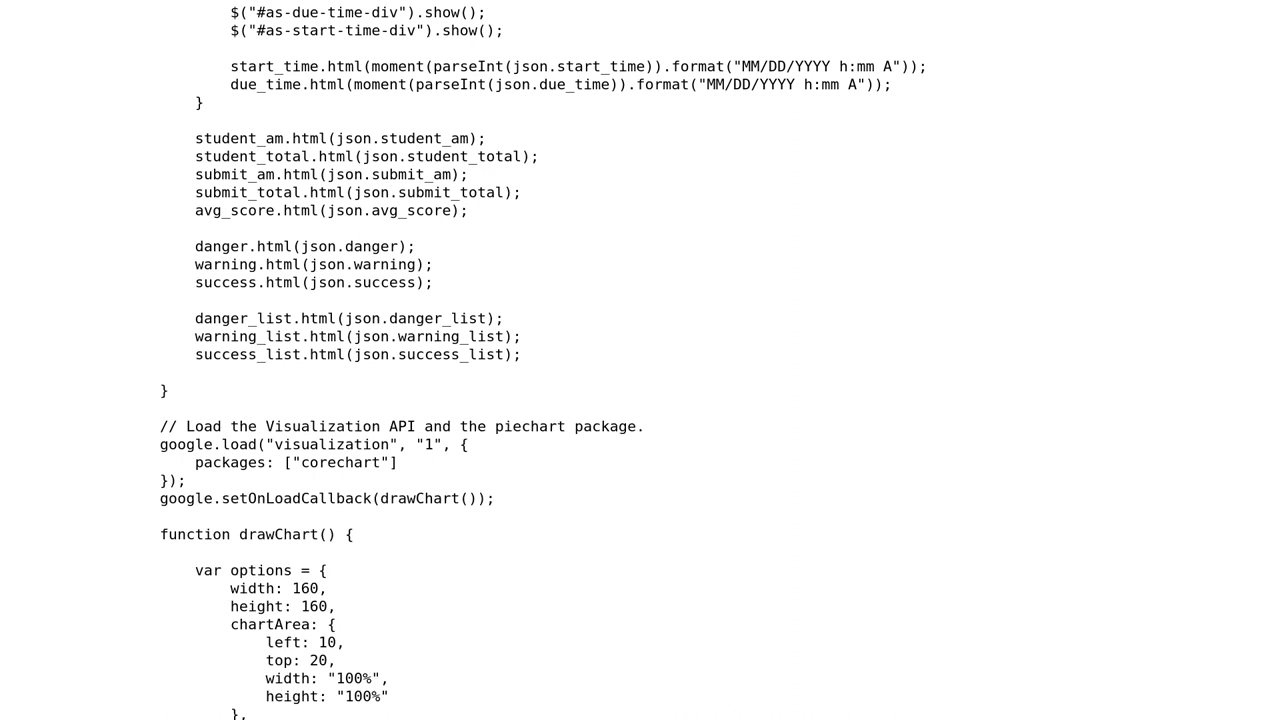 $("#as-due-time-div").show();
$("#as-start-time-div").show();
start_time.html(moment(parseInt(json.start_time)).format("MM/DD/YYYY h:mm A"));
due_time.html(moment(parseInt(json.due_time)).format("MM/DD/YYYY h:mm A"));
}
student_am.html(json.student_am);
student_total.html(json.student_total);
submit_am.html(json.submit_am);
submit_total.html(json.submit_total);
avg_score.html(json.avg_score);
danger.html(json.danger);
warning.html(json.warning);
success.html(json.success);
danger_list.html(json.danger_list);
warning_list.html(json.warning_list);
success_list.html(json.success_list);
}
// Load the Visualization API and the piechart package.
google.load("visualization", "1", {
packages: ["corechart"]
});
google.setOnLoadCallback(drawChart());
function drawChart() {
var options = {
width: 160,
height: 160,
chartArea: {
left: 10,
top: 20,
width: "100%",
height: "100%"
},